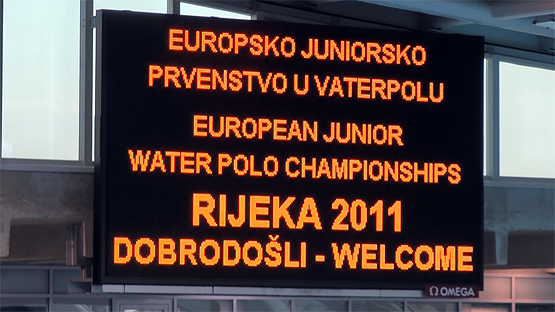 EUROPSKO JUNIORSKO
PRVENSTVO U VATERPOLU
EUROPEAN JUNIOR
WATER POLO CHAMPIONSHIPS
RIJEKA 2011
DOBRODOŠLI - WELCOME
Ω OMEGA